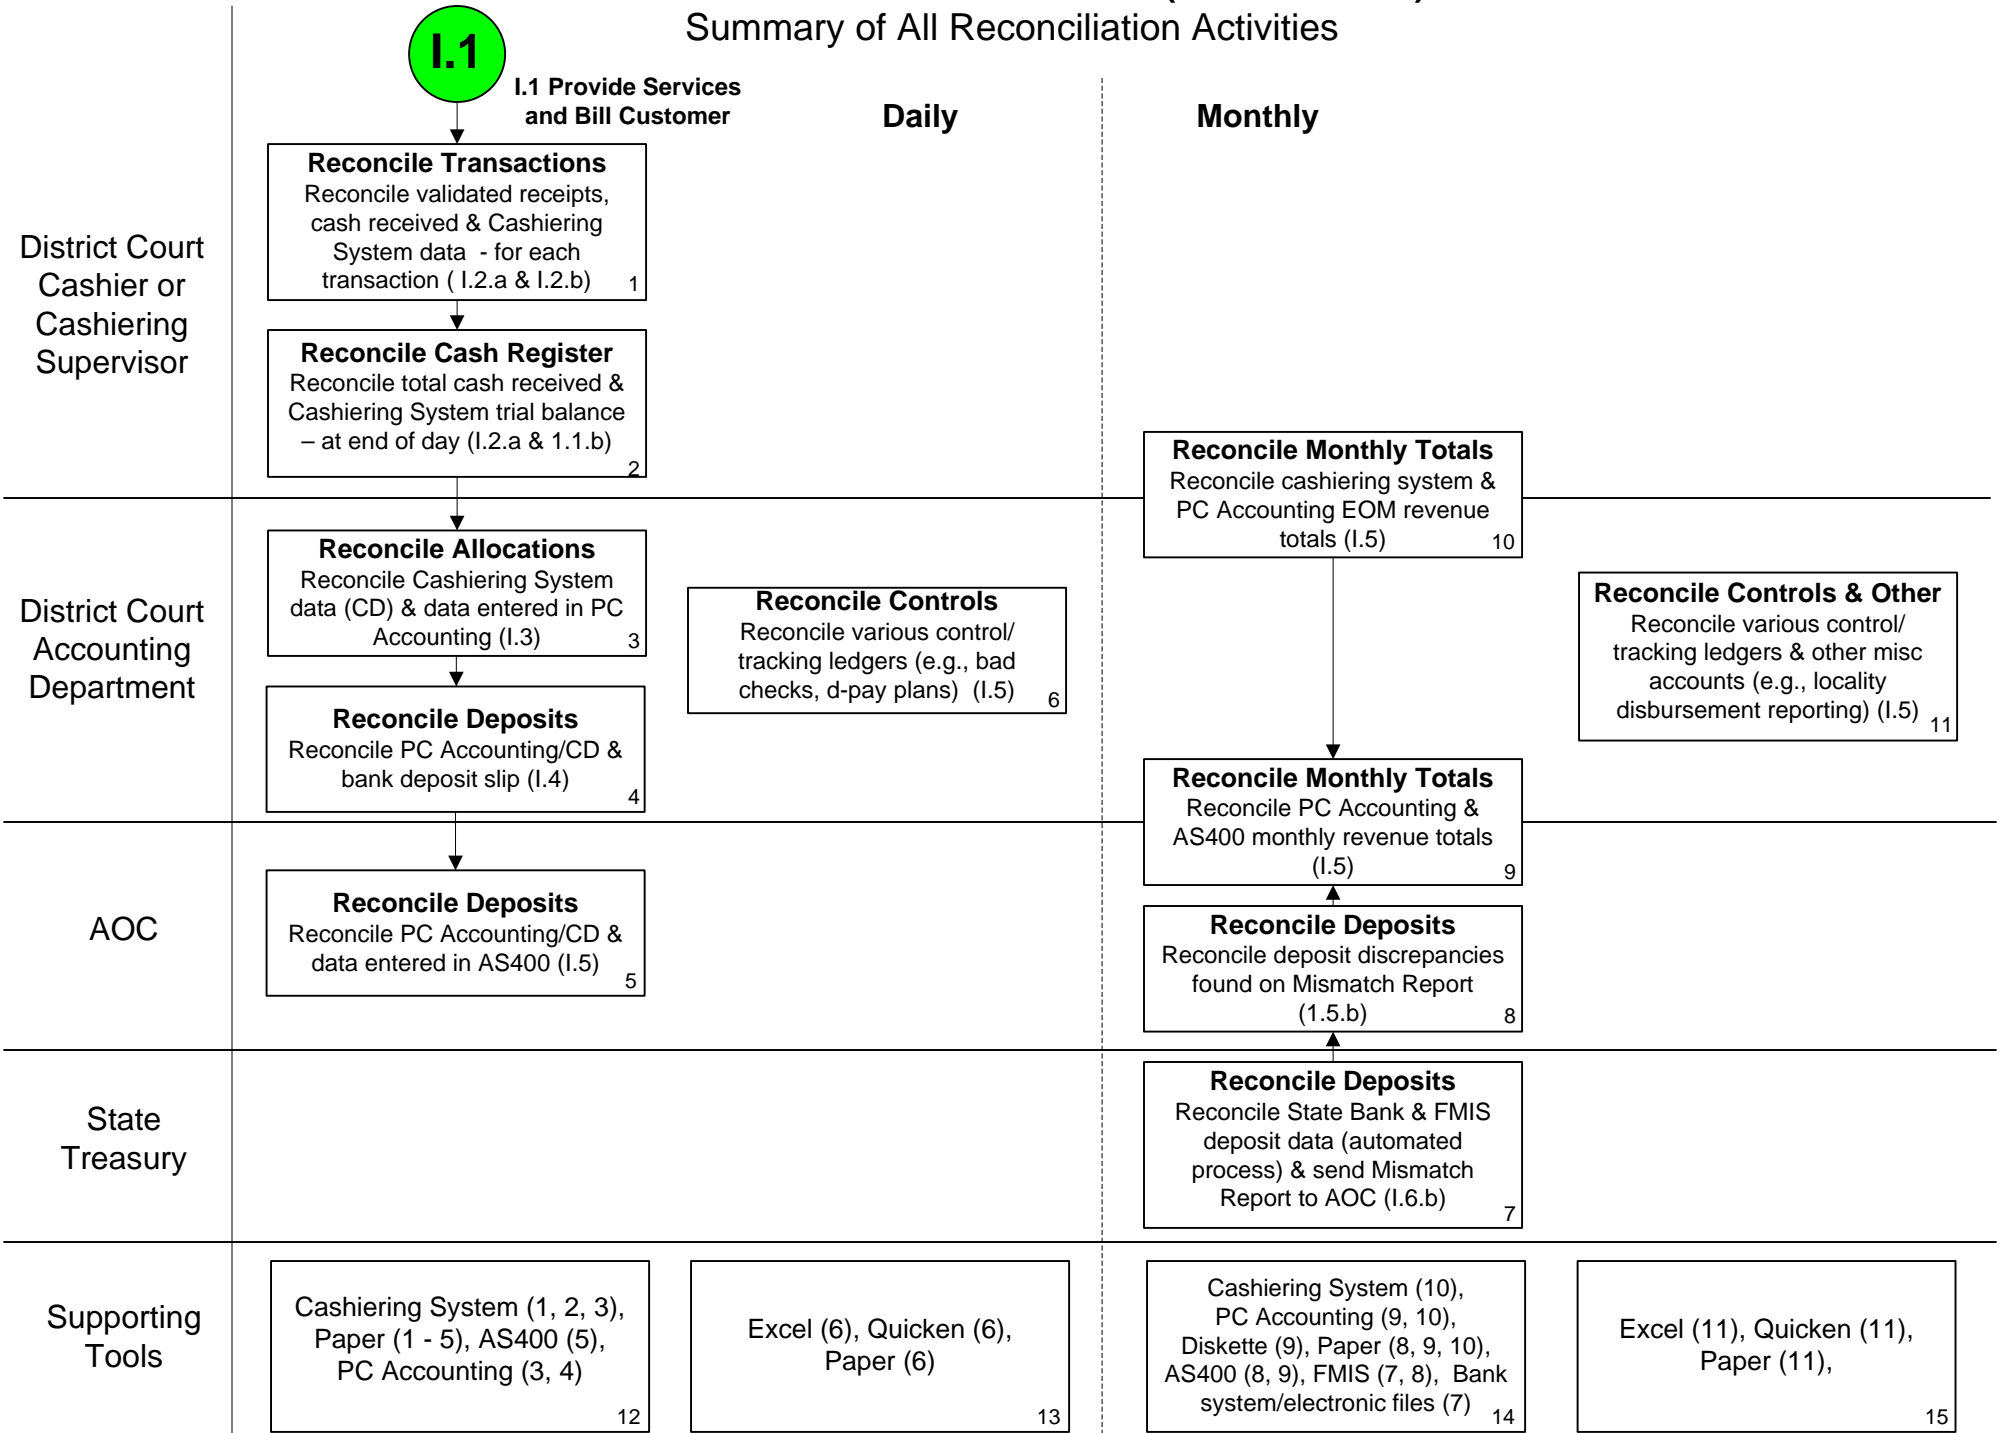 Summary of All Reconciliation Activities
I.1
I.1 Provide Services
and Bill Customer
Daily
Monthly
District Court
Cashier or
Cashiering
Supervisor
Reconcile Transactions
Reconcile validated receipts,
cash received & Cashiering
System data - for each
transaction ( I.2.a & I.2.b)
1
Reconcile Cash Register
Reconcile total cash received &
Cashiering System trial balance
– at end of day (I.2.a & 1.1.b)
2
Reconcile Monthly Totals
Reconcile cashiering system &
PC Accounting EOM revenue
totals (I.5)
10
District Court
Accounting
Department
Reconcile Allocations
Reconcile Cashiering System
data (CD) & data entered in PC
Accounting (I.3)
3
Reconcile Deposits
Reconcile PC Accounting/CD &
bank deposit slip (I.4)
4
Reconcile Controls
Reconcile various control/
tracking ledgers (e.g., bad
checks, d-pay plans) (I.5)
6
Reconcile Controls & Other
Reconcile various control/
tracking ledgers & other misc
accounts (e.g., locality
disbursement reporting) (I.5)
11
Reconcile Monthly Totals
Reconcile PC Accounting &
AS400 monthly revenue totals
(I.5)
9
AOC
Reconcile Deposits
Reconcile PC Accounting/CD &
data entered in AS400 (I.5)
5
Reconcile Deposits
Reconcile deposit discrepancies
found on Mismatch Report
(1.5.b)
8
State
Treasury
Reconcile Deposits
Reconcile State Bank & FMIS
deposit data (automated
process) & send Mismatch
Report to AOC (I.6.b)
7
Supporting
Tools
Cashiering System (1, 2, 3),
Paper (1 - 5), AS400 (5),
PC Accounting (3, 4)
12
Excel (6), Quicken (6),
Paper (6)
13
Cashiering System (10),
PC Accounting (9, 10),
Diskette (9), Paper (8, 9, 10),
AS400 (8, 9), FMIS (7, 8), Bank
system/electronic files (7)
14
Excel (11), Quicken (11),
Paper (11),
15